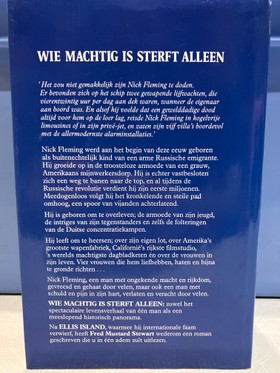 WIE MACHTIG IS STERFT ALLEEN
'Het zou niet gemakkelijk zijn Nick Fleming te doden.
Er bevonden zich op het schip twee gewapende lijfwachten, die
vierentwintig uur per dag aan dek waren, wanneer de eigenaar
aan boord was. En alsof hij voelde dat een gewelddadige dood
altijd voor hem op de loer lag, reisde Nick Fleming in kogelvrije
limousines of in zijn privé-jet, en zaten zijn vijf villa's boordevol
met de allermodernste alarminstallaties.'
Nick Fleming werd aan het begin van deze eeuw geboren
als buitenechtelijk kind van een arme Russische emigrante.
Hij groeide op in de troosteloze armoede van een grauw,
Amerikaans mijnwerkersdorp. Hij is echter vastbesloten
zich een weg te banen naar de top, en al tijdens de
Russische revolutie verdient hij zijn eerste miljoenen.
Meedogenloos volgt hij het kronkelende en steile pad
omhoog, een spoor van vijanden achterlatend.
Hij is geboren om te overleven; de armoede van zijn jeugd,
de intriges van zijn tegenstanders en zelfs de folteringen
van de Duitse concentratiekampen.
Hij leeft om te heersen; over zijn eigen lot, over Amerika's
grootste wapenfabriek, Californië's rijkste filmstudio,
's werelds machtigste dagbladketen en over de vrouwen in
zijn leven. Vier vrouwen die hem liefhebben, haten en bijna
te gronde richten . . .
Nick Fleming, een man met ongekende macht en rijkdom,
gevreesd en gehaat door velen, maar ook een man met
schuld en pijn in zijn hart, verlaten en veracht door velen.
WIE MACHTIG IS STERFT ALLEEN: zowel het
spectaculaire levensverhaal van één man als een
meeslepend historisch panorama.
Na ELLIS ISLAND, waarmee hij internationale faam
verwierf, heeft Fred Mustard Stewart wederom een roman
geschreven die u in één adem zult uitlezen.